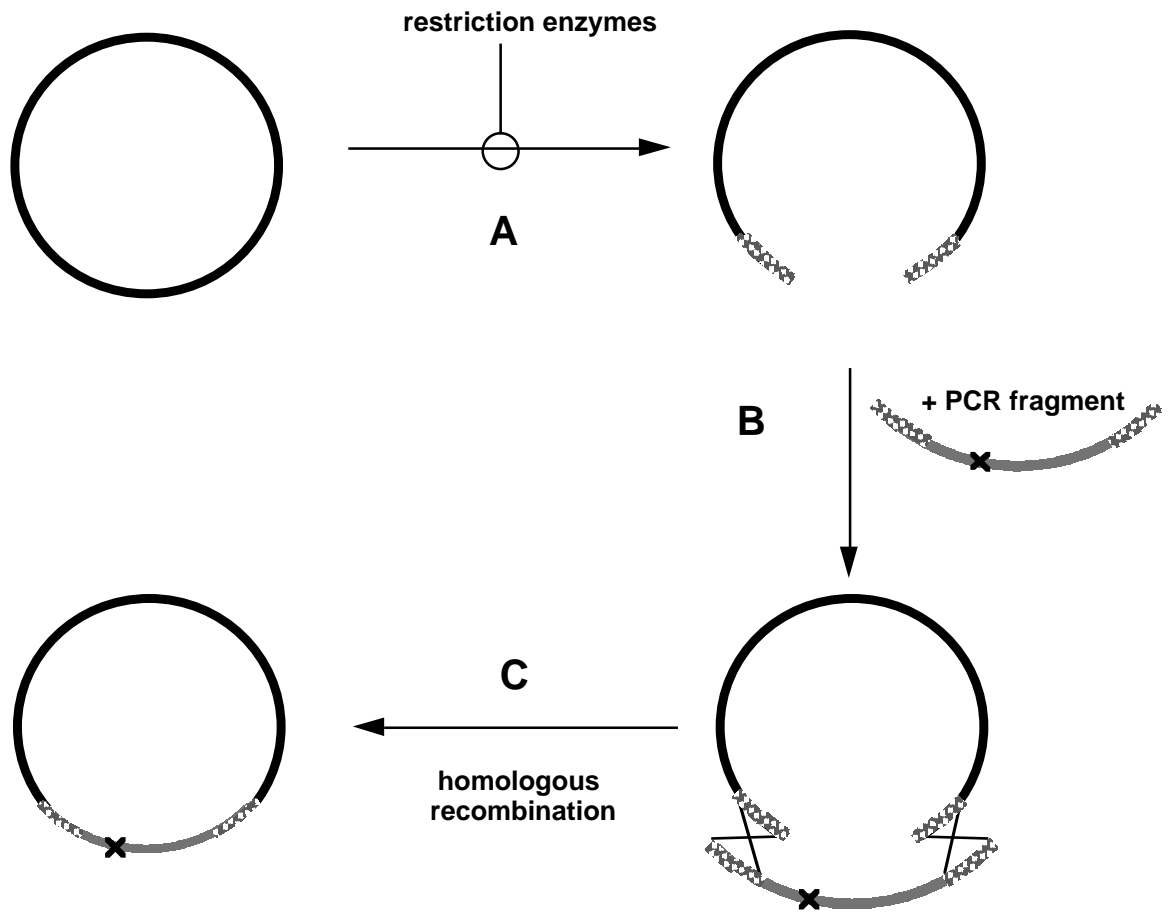 restriction enzymes
A
B
+ PCR fragment
C
homologous
recombination